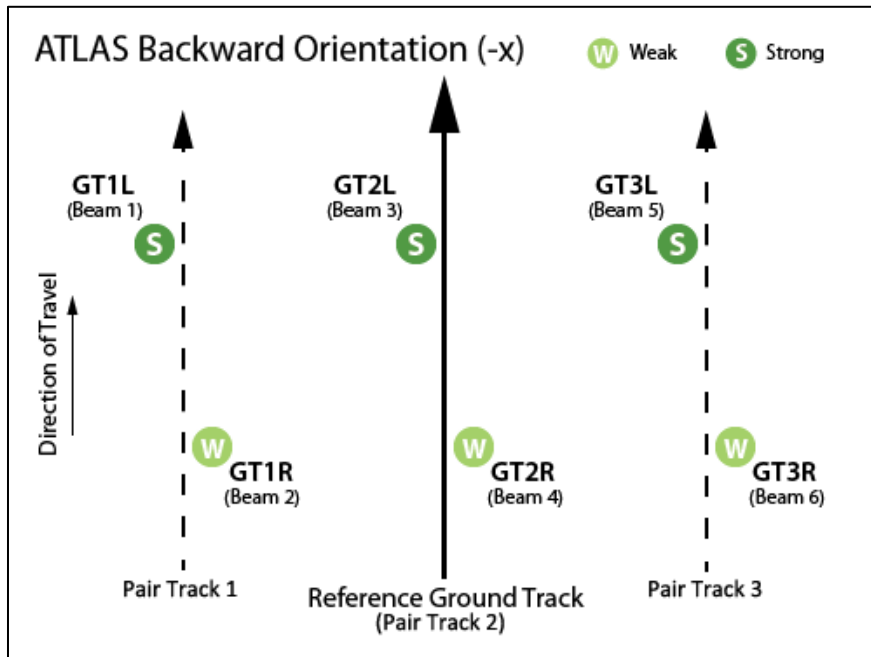 ATLAS Backward Orientation (-x)
W Weak
S Strong
GT1L
(Beam 1)
S
GT2L
(Beam 3)
S
GT3L
(Beam 5)
S
Direction of Travel
W
GT1R
(Beam 2)
W
GT2R
(Beam 4)
W
GT3R
(Beam 6)
Pair Track 1
Reference Ground Track
(Pair Track 2)
Pair Track 3